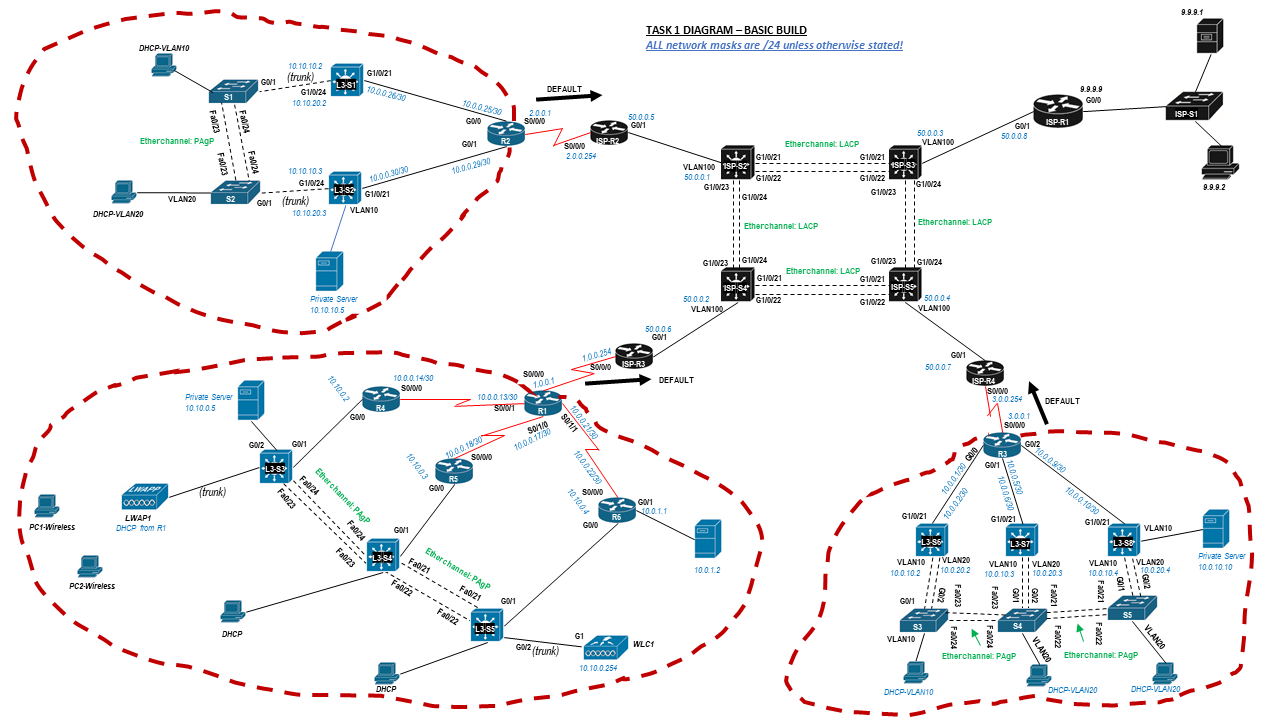 TASK 1 DIAGRAM – BASIC BUILD
ALL network masks are /24 unless otherwise stated!
DHCP-VLAN10
10.10.10.2
(trunk)
G0/1
G1/0/24
10.10.20.2
L3-S1
G1/0/21
10.0.0.26/30
S1
Fa0/23
Fa0/24
Etherchannel: PAgP
Fa0/23
Fa0/24
S2
VLAN20
DHCP-VLAN20
G0/1
10.10.10.3
G1/0/24
(trunk)
10.10.20.3
L3-S2
G1/0/21
VLAN10
10.0.0.30/30
10.0.0.29/30
Private Server
10.10.10.5
10.0.0.25/30
G0/0
G0/1
R2
2.0.0.1
S0/0/0
DEFAULT
50.0.0.5
G0/1
ISP-R2
S0/0/0
2.0.0.254
VLAN100
50.0.0.1
ISP-S2
G1/0/21
G1/0/22
G1/0/23
G1/0/24
Etherchannel: LACP
G1/0/21
G1/0/22
ISP-S3
50.0.0.3
VLAN100
G1/0/24
G1/0/23
G0/1
50.0.0.8
ISP-R1
9.9.9.9
G0/0
9.9.9.1
ISP-S1
9.9.9.2
Etherchannel: LACP
Etherchannel: LACP
G1/0/23
G1/0/24
ISP-S4
G1/0/21
G1/0/22
50.0.0.2
VLAN100
Etherchannel: LACP
G1/0/23
G1/0/24
G1/0/21
G1/0/22
ISP-S5
50.0.0.4
VLAN100
50.0.0.6
G0/1
ISP-R3
1.0.0.254
S0/0/0
DEFAULT
S0/0/0
1.0.0.1
R1
10.0.0.13/30
S0/0/1
S0/1/0
10.0.0.17/30
S0/1/1
10.0.0.21/30
10.0.0.14/30
S0/0/0
R4
10.10.0.2
G0/0
Private Server
10.10.0.5
G0/2
G0/1
L3-S3
(trunk)
LWAPP
LWAP1
DHCP from R1
PC1-Wireless
PC2-Wireless
Fa0/24
Fa0/23
Etherchannel: PAgP
Fa0/24
Fa0/23
L3-S4
G0/1
DHCP
10.0.0.18/30
S0/0/0
R5
10.10.0.3
G0/0
Fa0/21
Fa0/22
Etherchannel: PAgP
Fa0/21
Fa0/22
L3-S5
G0/1
G0/2
(trunk)
DHCP
G1
WLC1
10.10.0.254
10.0.0.22/30
S0/0/0
10.10.0.4
G0/0
R6
G0/1
10.0.1.1
10.0.1.2
G0/1
50.0.0.7
ISP-R4
S0/0/0
3.0.0.254
DEFAULT
3.0.0.1
S0/0/0
R3
G0/0
G0/1
G0/2
10.0.0.1/30
10.0.0.2/30
10.0.0.5/30
10.0.0.6/30
10.0.0.9/30
10.0.0.10/30
G1/0/21
L3-S6
VLAN10
10.0.10.2
VLAN20
10.0.20.2
G1/0/21
L3-S7
VLAN10
10.0.10.3
VLAN20
10.0.20.3
G1/0/21
L3-S8
VLAN10
VLAN10
10.0.10.4
VLAN20
10.0.20.4
Private Server
10.0.10.10
G0/1
G0/2
S3
VLAN10
Fa0/23
Fa0/24
Fa0/23
Fa0/24
G0/1
G0/2
S4
Fa0/21
Fa0/22
Fa0/21
Fa0/22
G0/1
G0/2
S5
VLAN20
VLAN20
Etherchannel: PAgP
Etherchannel: PAgP
DHCP-VLAN10
DHCP-VLAN20
DHCP-VLAN20